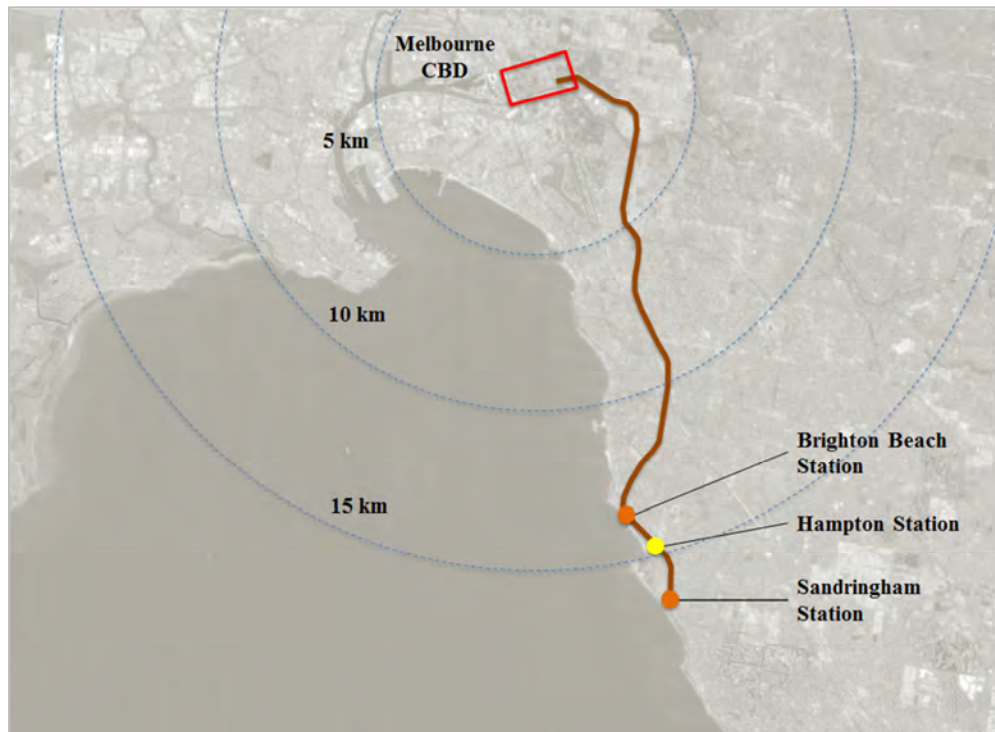 Melbourne
CBD
5 km
10 km
15 km
Brighton Beach
Station
Hampton Station
Sandringham
Station